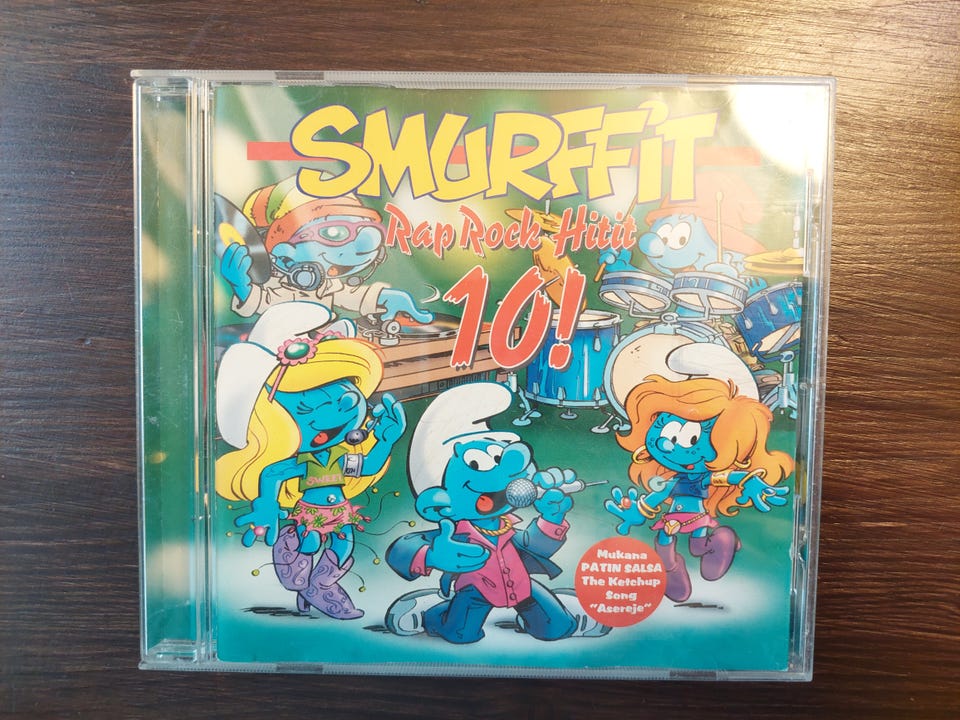 SMURFFiT
Rap Rock Hitit
10!
SWEET
Mukana
PATIN SALSA
The Ketchup
Song
"Asereje"